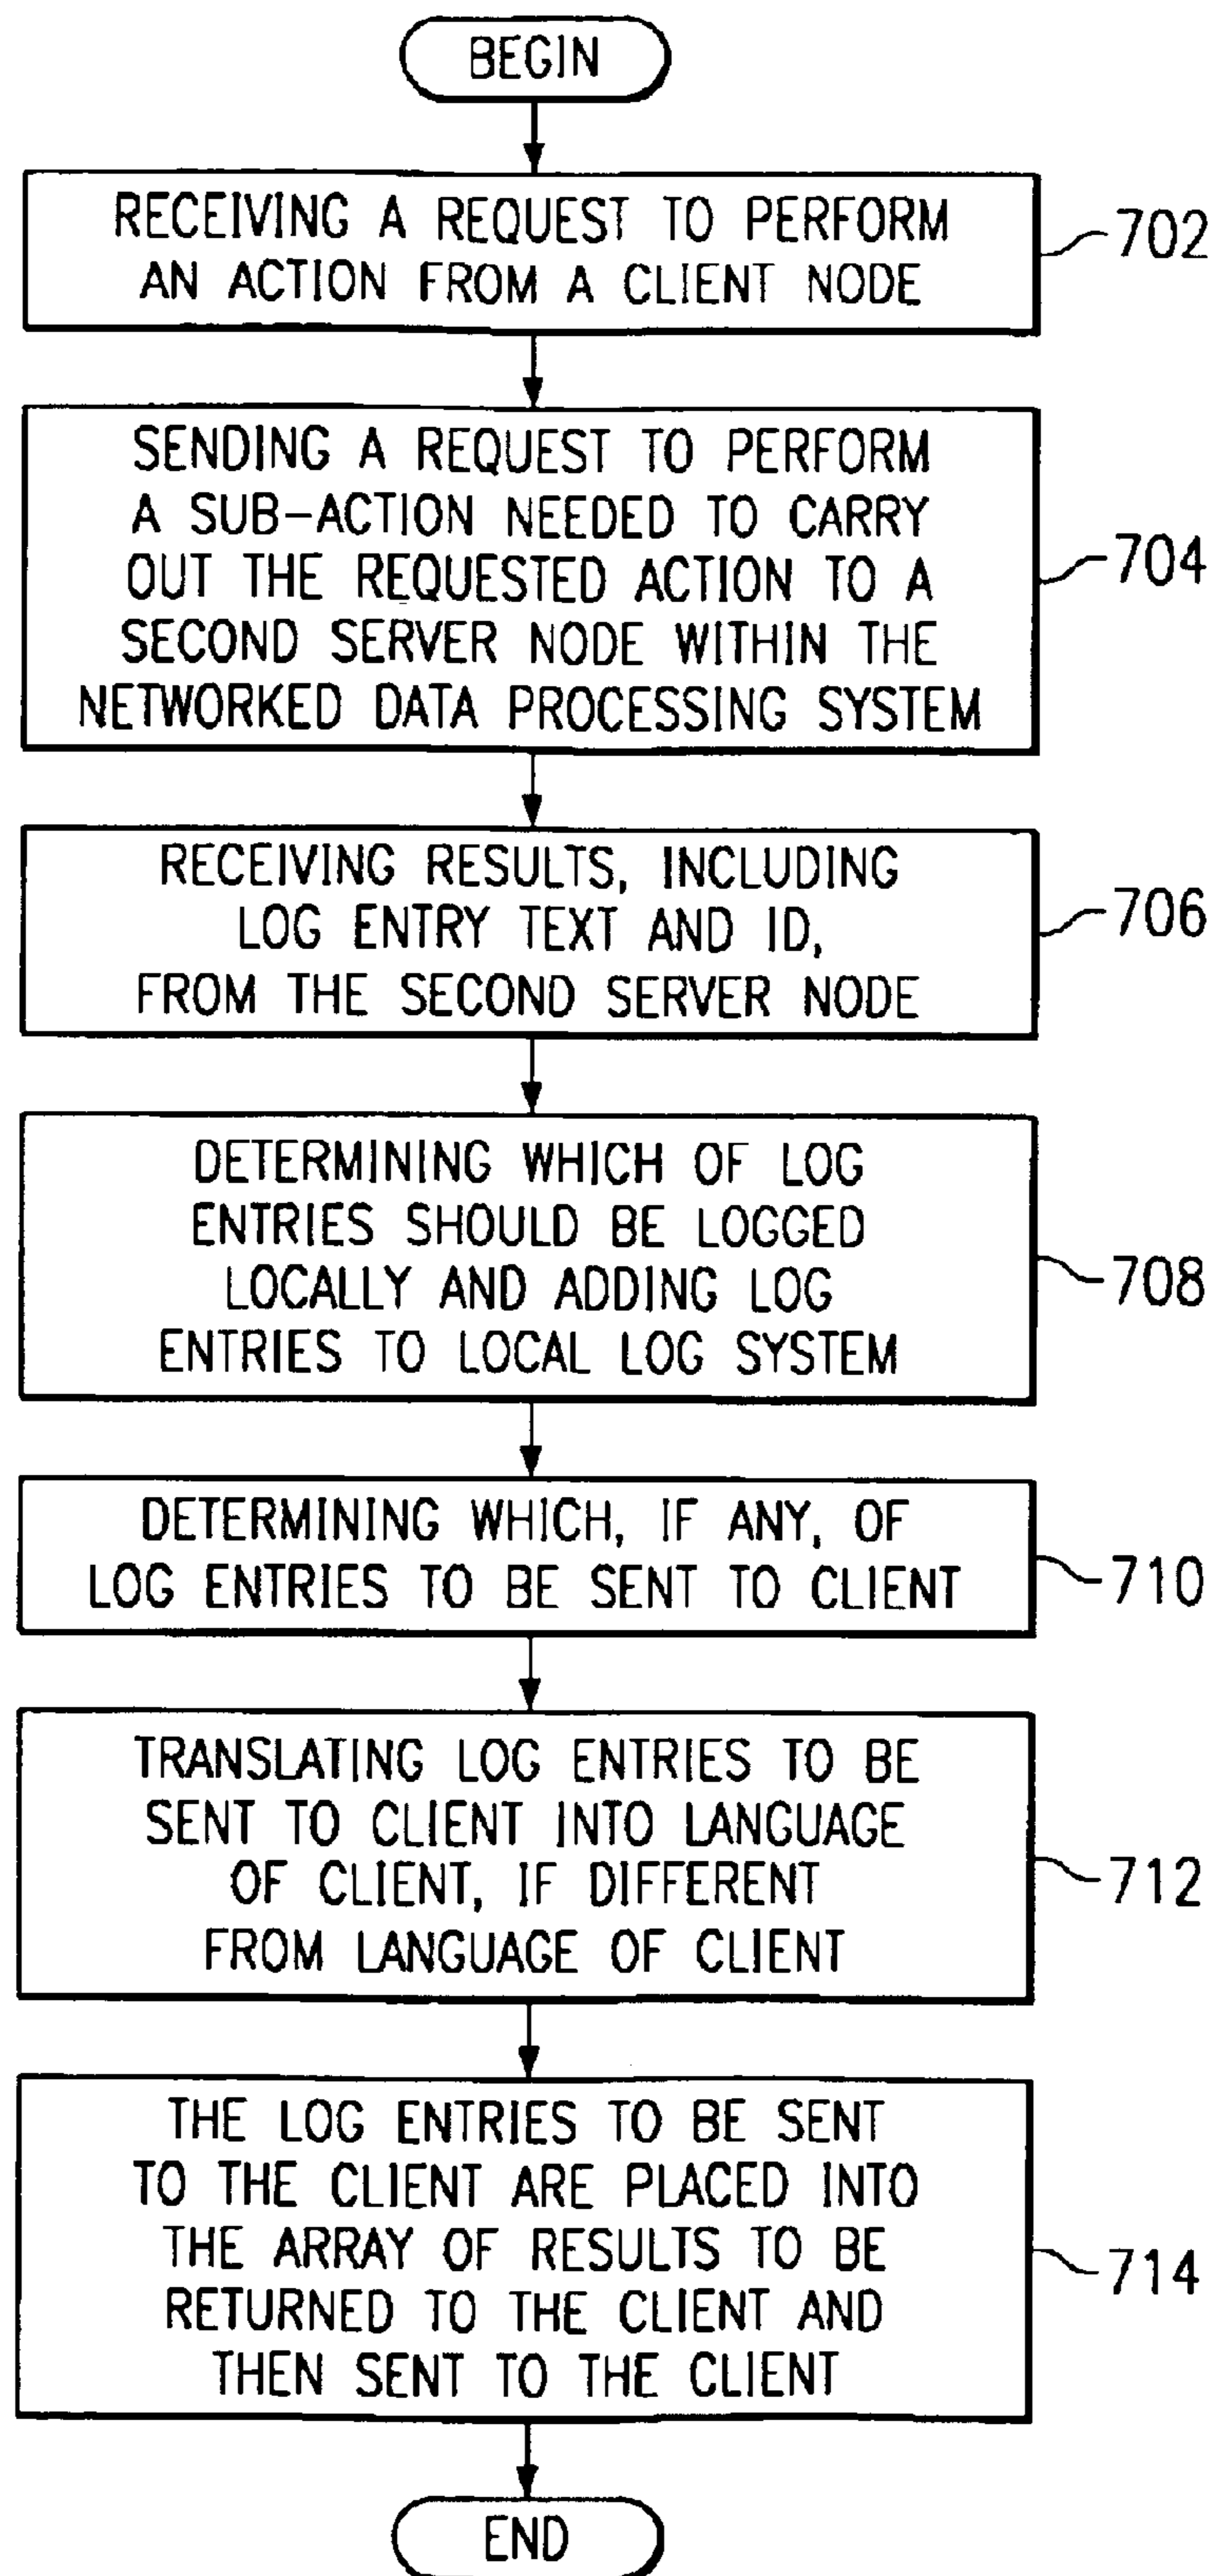 BEGIN
RECEIVING A REQUEST TO PERFORM
AN ACTION FROM A CLIENT NODE
702
SENDING A REQUEST TO PERFORM
A SUB-ACTION NEEDED TO CARRY
OUT THE REQUESTED ACTION TO A
SECOND SERVER NODE WITHIN THE
NETWORKED DATA PROCESSING SYSTEM
704
RECEIVING RESULTS, INCLUDING
LOG ENTRY TEXT AND ID,
FROM THE SECOND SERVER NODE
706
DETERMINING WHICH OF LOG
ENTRIES SHOULD BE LOGGED
LOCALLY AND ADDING LOG
ENTRIES TO LOCAL LOG SYSTEM
708
DETERMINING WHICH, IF ANY, OF
LOG ENTRIES TO BE SENT TO CLIENT
710
TRANSLATING LOG ENTRIES TO BE
SENT TO CLIENT INTO LANGUAGE
OF CLIENT, IF DIFFERENT
FROM LANGUAGE OF CLIENT
712
THE LOG ENTRIES TO BE SENT
TO THE CLIENT ARE PLACED INTO
THE ARRAY OF RESULTS TO BE
RETURNED TO THE CLIENT AND
THEN SENT TO THE CLIENT
714
END